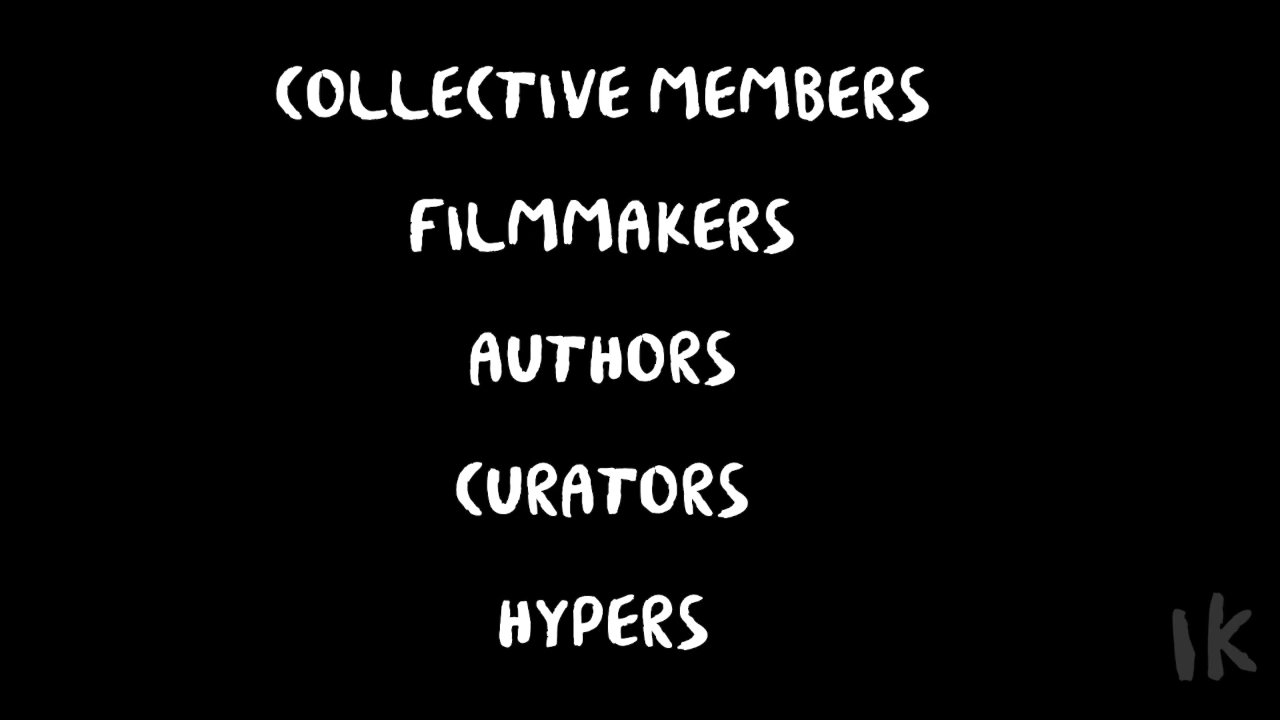 COLLECTIVE MEMBERS
FILMMAKERS
AUTHORS
CURATORS
HYPERS
IK